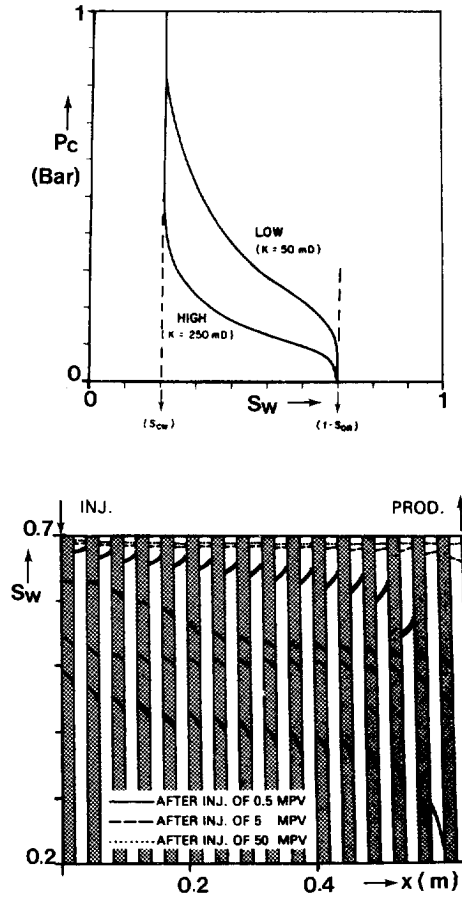 1
Pc
(Bar)
LOW
(K = 50 mD)
HIGH
(K = 250 mD)
0
0
Sw
1
(Scw)
(1-SOR)
INJ.
PROD.
0.7
Sw
AFTER INJ. OF 0.5 MPV
AFTER INJ. OF 5 MPV
AFTER INJ. OF 50 MPV
0.2
0.2
0.4
x (m)